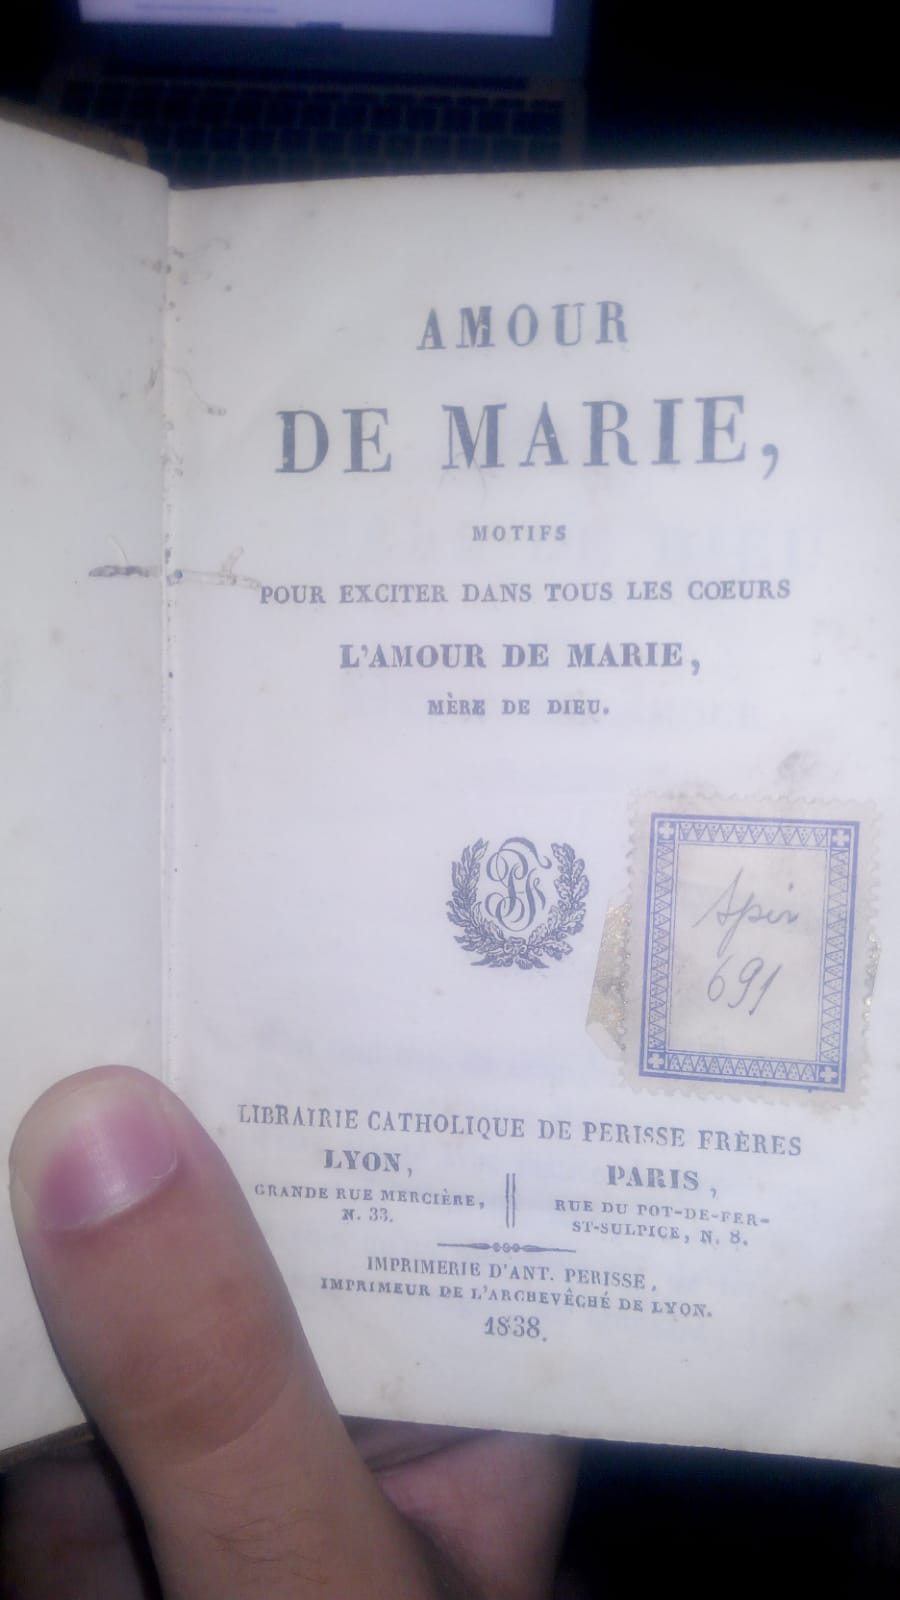 AMOUR
DE MARIE,
MOTIFS
POUR EXCITER DANS TOUS LES COEURS
L'AMOUR DE MARIE,
MÈRE DE DIEU.
Spir
691
LIBRAIRIE CATHOLIQUE DE PERISSE FRÈRES
LYON,
GRANDE RUE MERCIÈRE,
N. 33.
PARIS,
RUE DU POT-DE-FER-
ST-SULPICE, N. 8.
IMPRIMERIE D'ANT. PERISSE,
IMPRIMEUR DE L'ARCHEVÊCHÉ DE LYON.
1838.